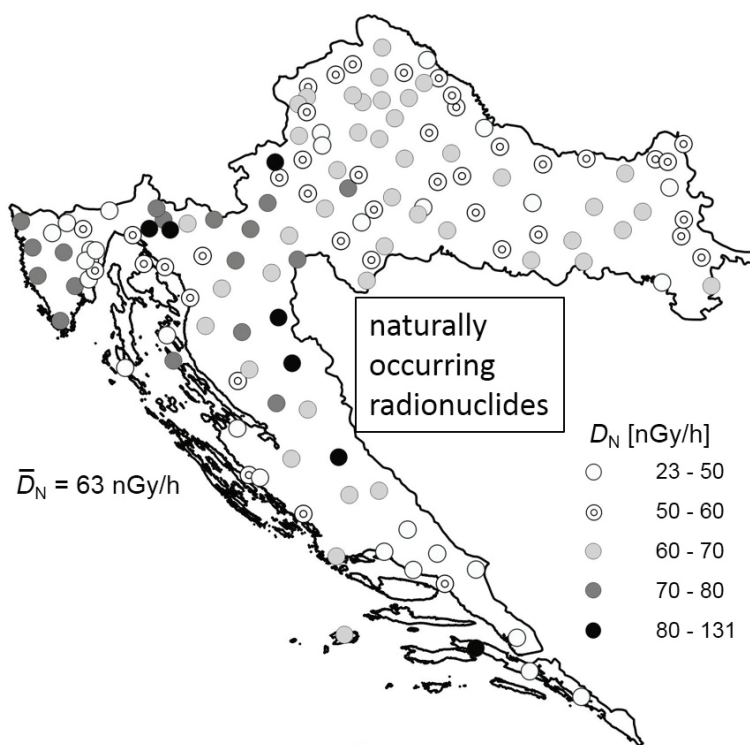 naturally
occurring
radionuclides
D̅N = 63 nGy/h
DN [nGy/h]
23 - 50
50 - 60
60 - 70
70 - 80
80 - 131